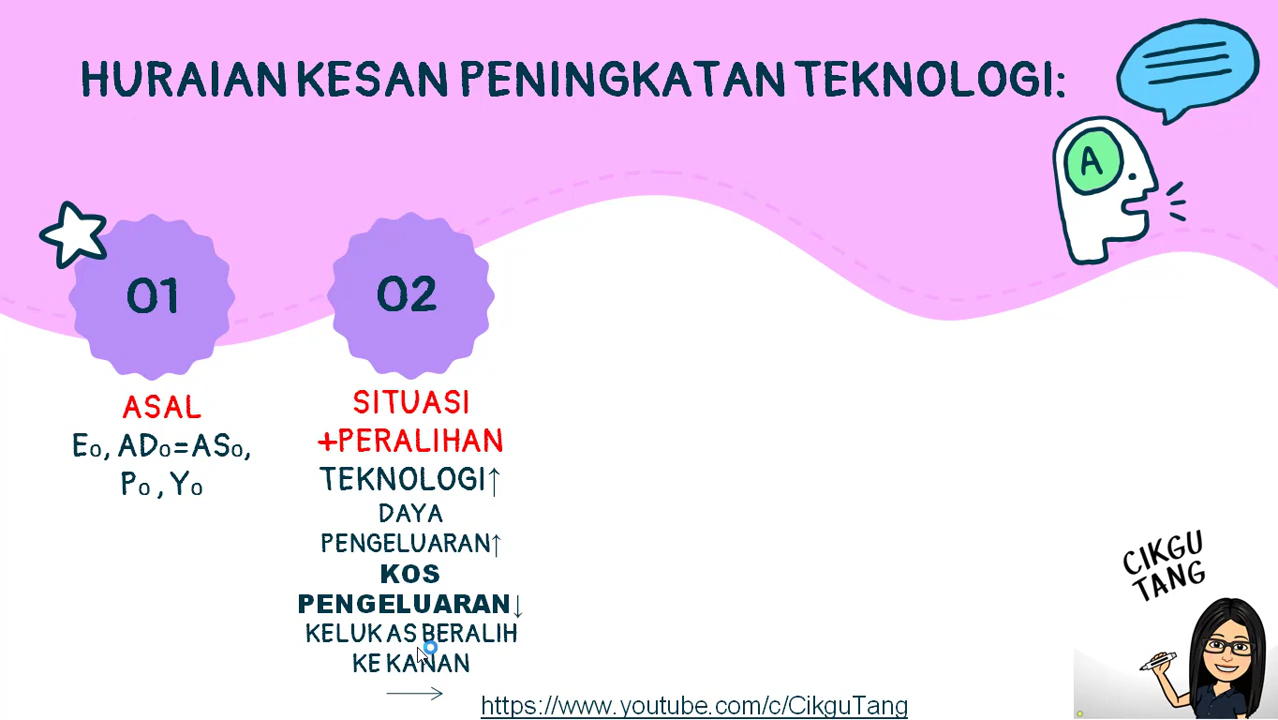 HURAIAN KESAN PENINGKATAN TEKNOLOGI:
A
01
ASAL
E₀, AD₀=AS₀,
P₀ , Y₀
02
SITUASI
+PERALIHAN
TEKNOLOGI↑
DAYA
PENGELUARAN↑
KOS
PENGELUARAN↓
KELUK AS BERALIH
KE KANAN
→
https://www.youtube.com/c/CikguTang
CIKGU
TANG